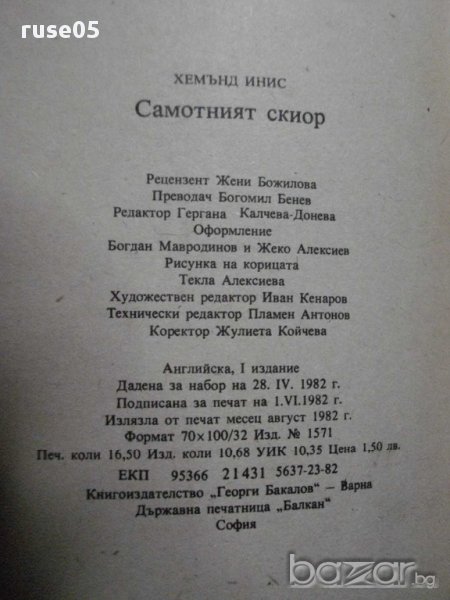 ruse05
ХЕМЪНД ИНИС
Самотният скиор
Рецензент Жени Божилова
Преводач Богомил Бенев
Редактор Гергана Калчева-Донева
Оформление
Богдан Мавродинов и Жеко Алексиев
Рисунка на корицата
Текла Алексиева
Художествен редактор Иван Кенаров
Технически редактор Пламен Антонов
Коректор Жулиета Койчева
Английска, I издание
Дадена за набор на 28. IV. 1982 г.
Подписана за печат на 1.VI.1982 г.
Излязла от печат месец август 1982 г.
Формат 70×100/32 Изд. № 1571
Печ. коли 16,50 Изд. коли 10,68 УИК 10,35 Цена 1,50 лв.
ЕКП 95366 21431 5637-23-82
Книгоиздателство „Георги Бакалов“ — Варна
Държавна печатница „Балкан“
София
bazar.bg